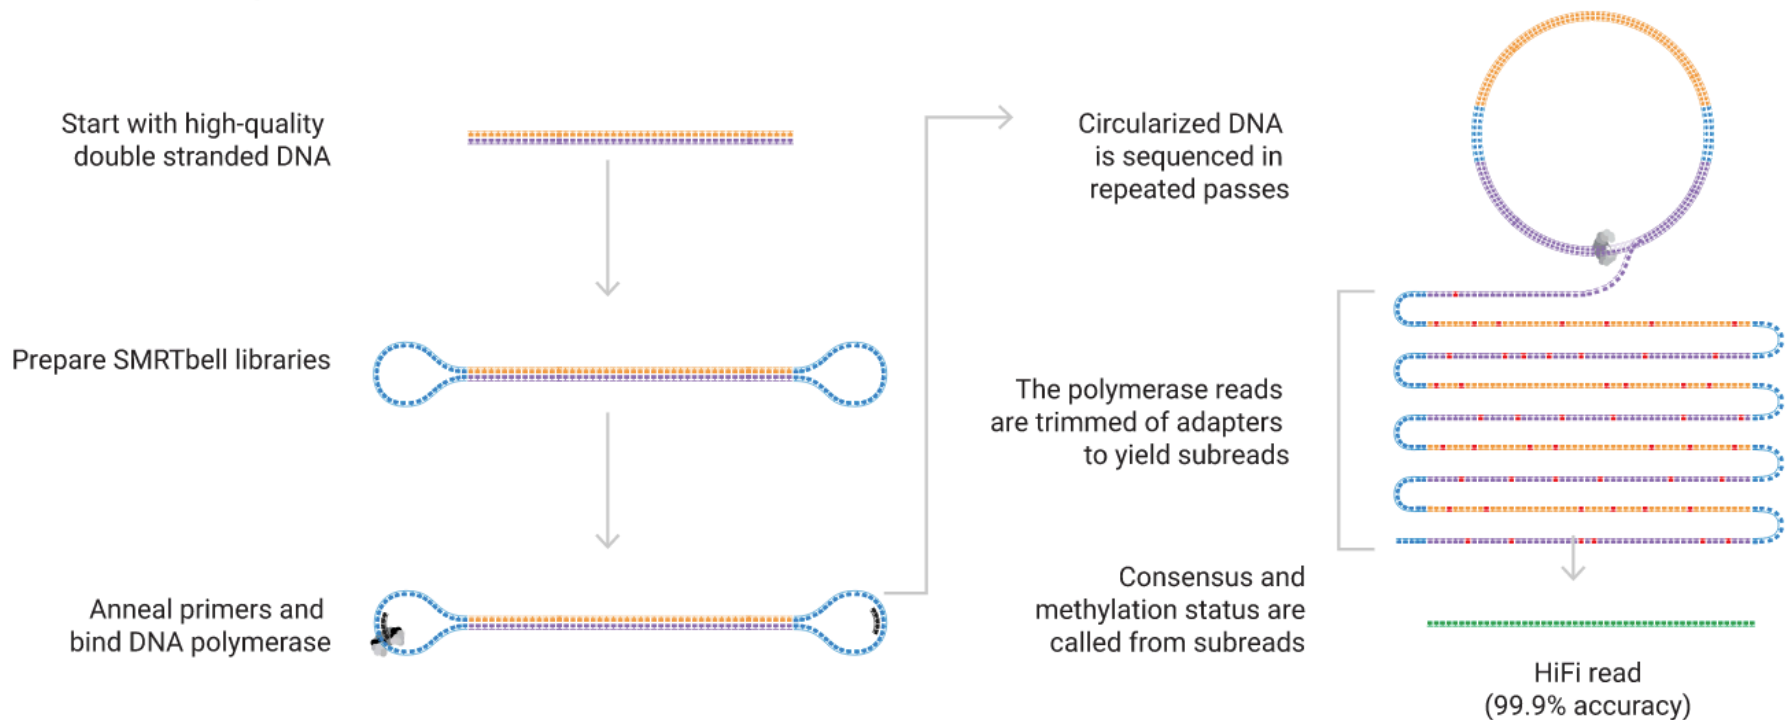 Start with high-quality
double stranded DNA
Prepare SMRTbell libraries
Anneal primers and
bind DNA polymerase
Circularized DNA
is sequenced in
repeated passes
The polymerase reads
are trimmed of adapters
to yield subreads
Consensus and
methylation status are
called from subreads
HiFi read
(99.9% accuracy)